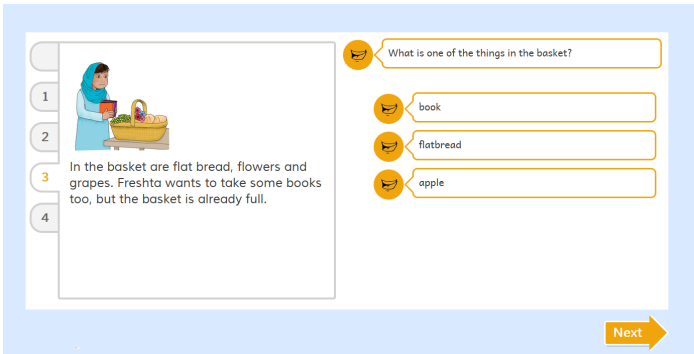 1
2
3
4
In the basket are flat bread, flowers and
grapes. Freshta wants to take some books
too, but the basket is already full.
What is one of the things in the basket?
book
flatbread
apple
Next